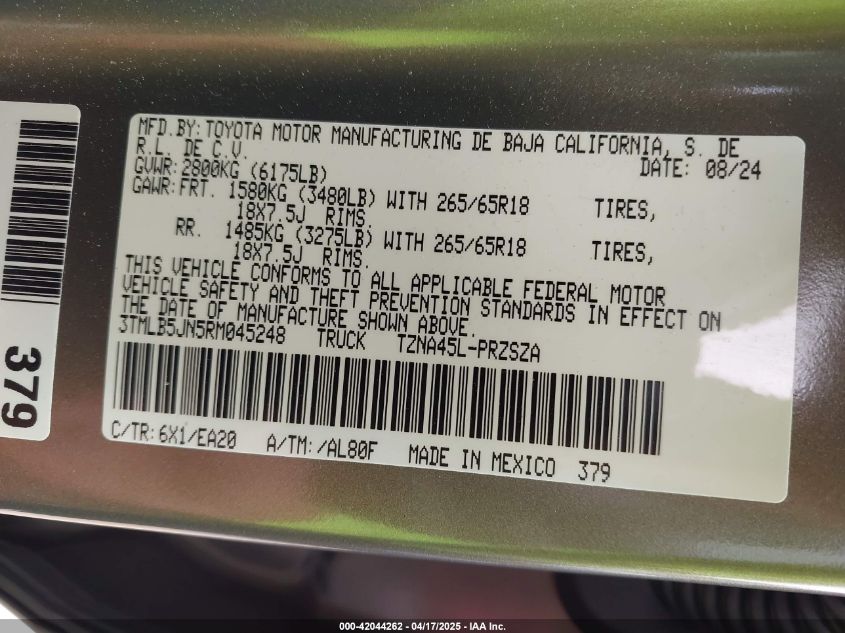 MFD.BY:TOYOTA MOTOR MANUFACTURING DE BAJA CALIFORNIA, S. DE
R.L. DE C.V. DATE: 08/24
GVWR:2800KG (6175LB)
GAWR:FRT. 1580KG (3480LB) WITH 265/65R18 TIRES,
18X7.5J RIMS.
RR. 1485KG (3275LB) WITH 265/65R18 TIRES,
18X7.5J RIMS.
THIS VEHICLE CONFORMS TO ALL APPLICABLE FEDERAL MOTOR
VEHICLE SAFETY AND THEFT PREVENTION STANDARDS IN EFFECT ON
THE DATE OF MANUFACTURE SHOWN ABOVE.
3TMLB5JN5RM045248 TRUCK TZNA45L-PRZSZA
C/TR:6X1/EA20 A/TM:/AL80F MADE IN MEXICO 379
379
000-42044262 - 04/17/2025 - IAA Inc.